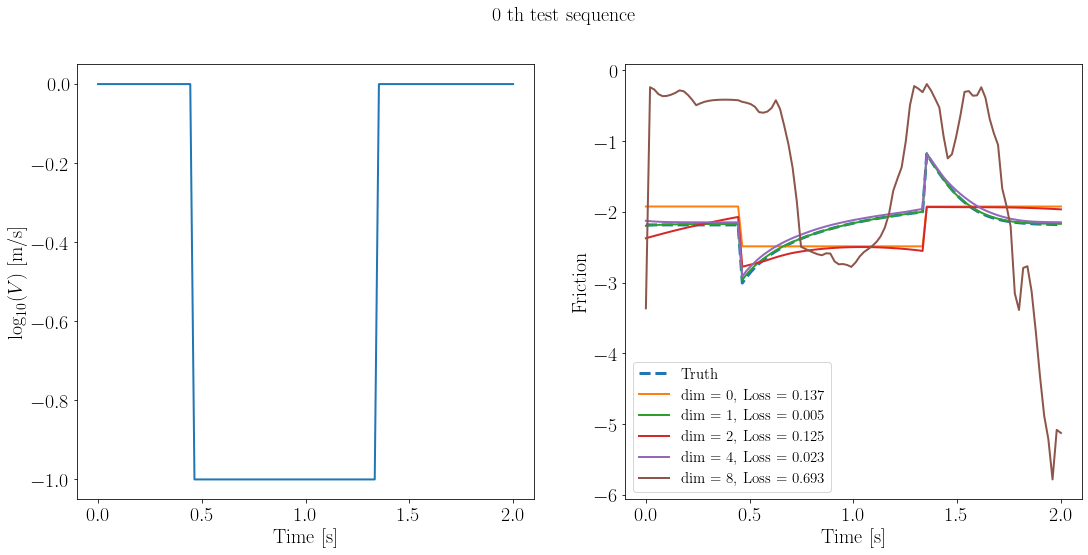 0 th test sequence
0.0
−0.2
−0.4
−0.6
−0.8
−1.0
log10(V) [m/s]
0.0
0.5
1.0
1.5
2.0
Time [s]
0
−1
−2
−3
−4
−5
−6
Friction
Truth
dim = 0, Loss = 0.137
dim = 1, Loss = 0.005
dim = 2, Loss = 0.125
dim = 4, Loss = 0.023
dim = 8, Loss = 0.693
0.0
0.5
1.0
1.5
2.0
Time [s]